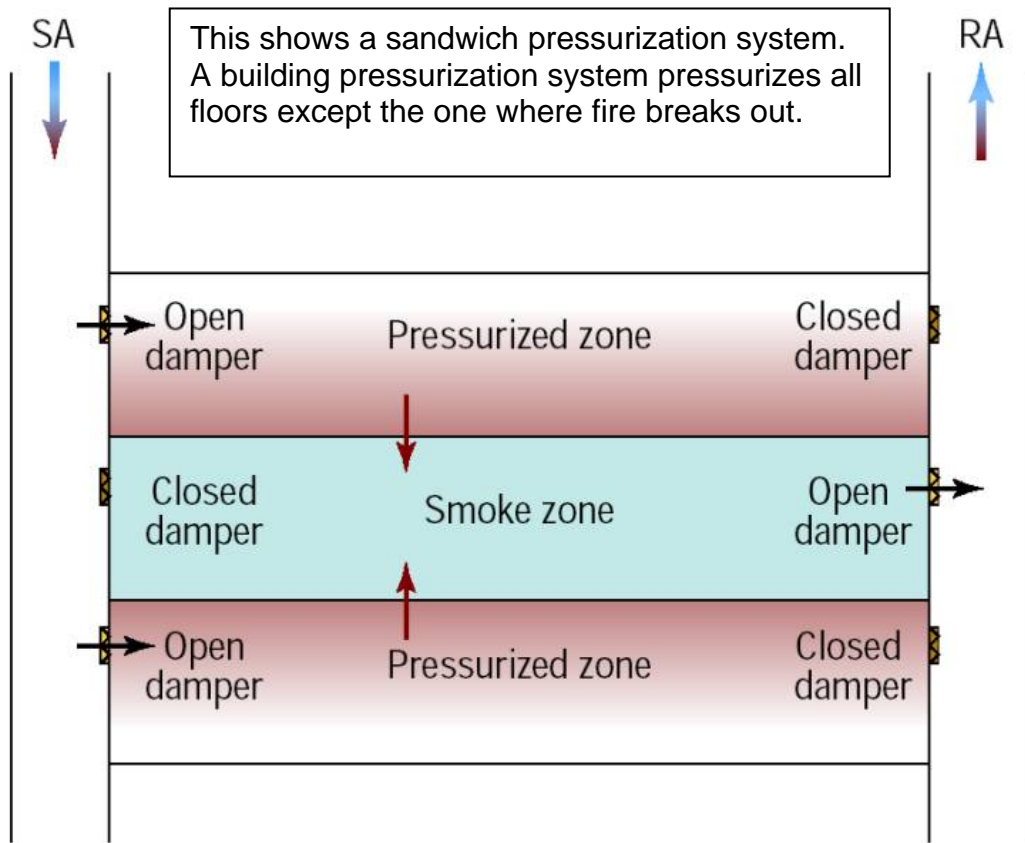 SA
This shows a sandwich pressurization system.
A building pressurization system pressurizes all
floors except the one where fire breaks out.
RA
Open
damper
Pressurized zone
Closed
damper
Closed
damper
Smoke zone
Open
damper
Open
damper
Pressurized zone
Closed
damper